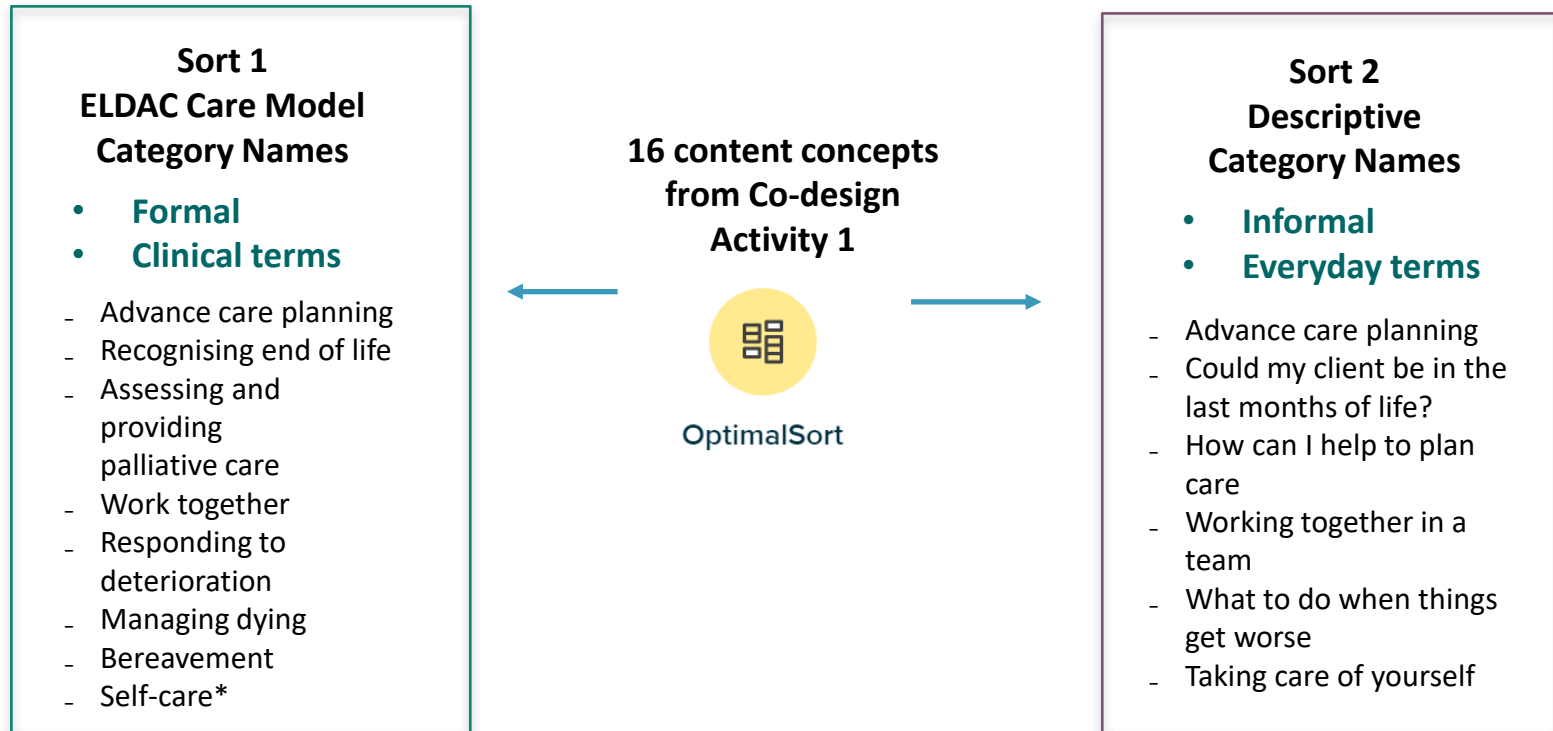 Sort 1
ELDAC Care Model
Category Names
• Formal
• Clinical terms
- Advance care planning
- Recognising end of life
- Assessing and
providing
palliative care
- Work together
- Responding to
deterioration
- Managing dying
- Bereavement
- Self-care*
16 content concepts
from Co-design
Activity 1
OptimalSort
Sort 2
Descriptive
Category Names
• Informal
• Everyday terms
- Advance care planning
- Could my client be in the
last months of life?
- How can I help to plan
care
- Working together in a
team
- What to do when things
get worse
- Taking care of yourself